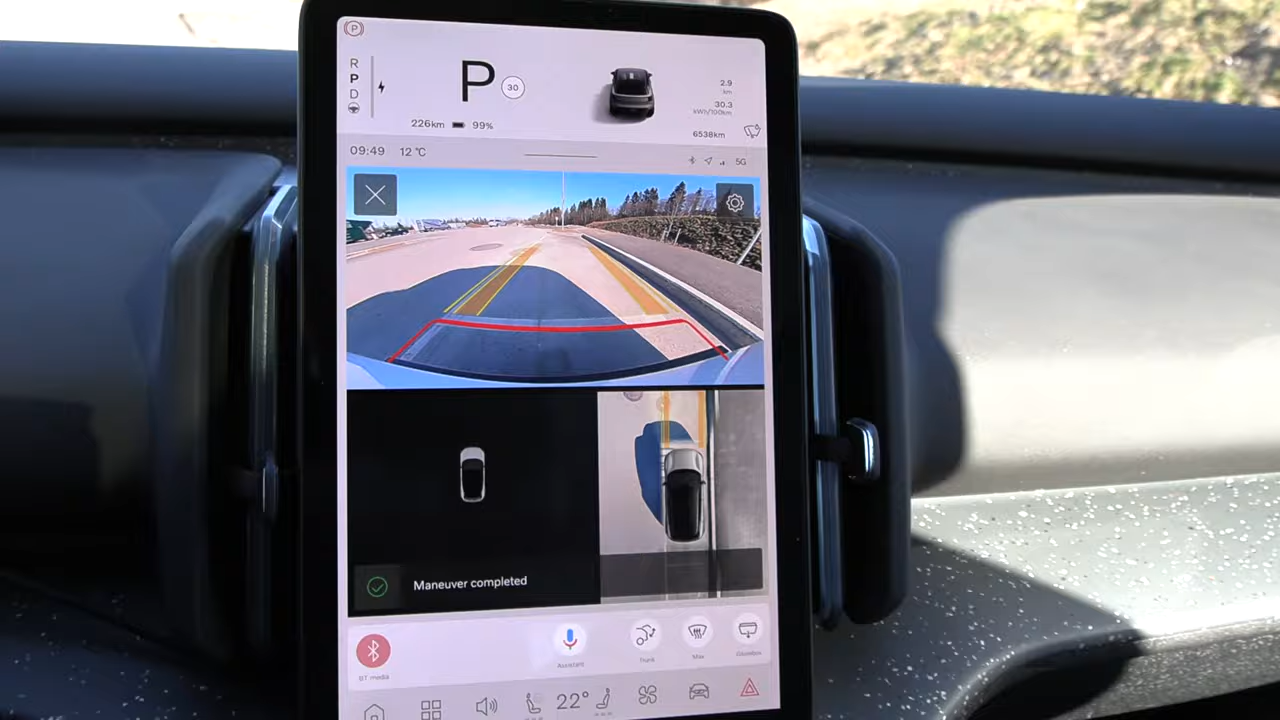 P
R
P
D
P 30
2.9
km
30.3
kWh/100km
226km 99%
6538km
09:49 12 °C
5G
Maneuver completed
BT media
Assistant
Trunk
Max
Glovebox
22°